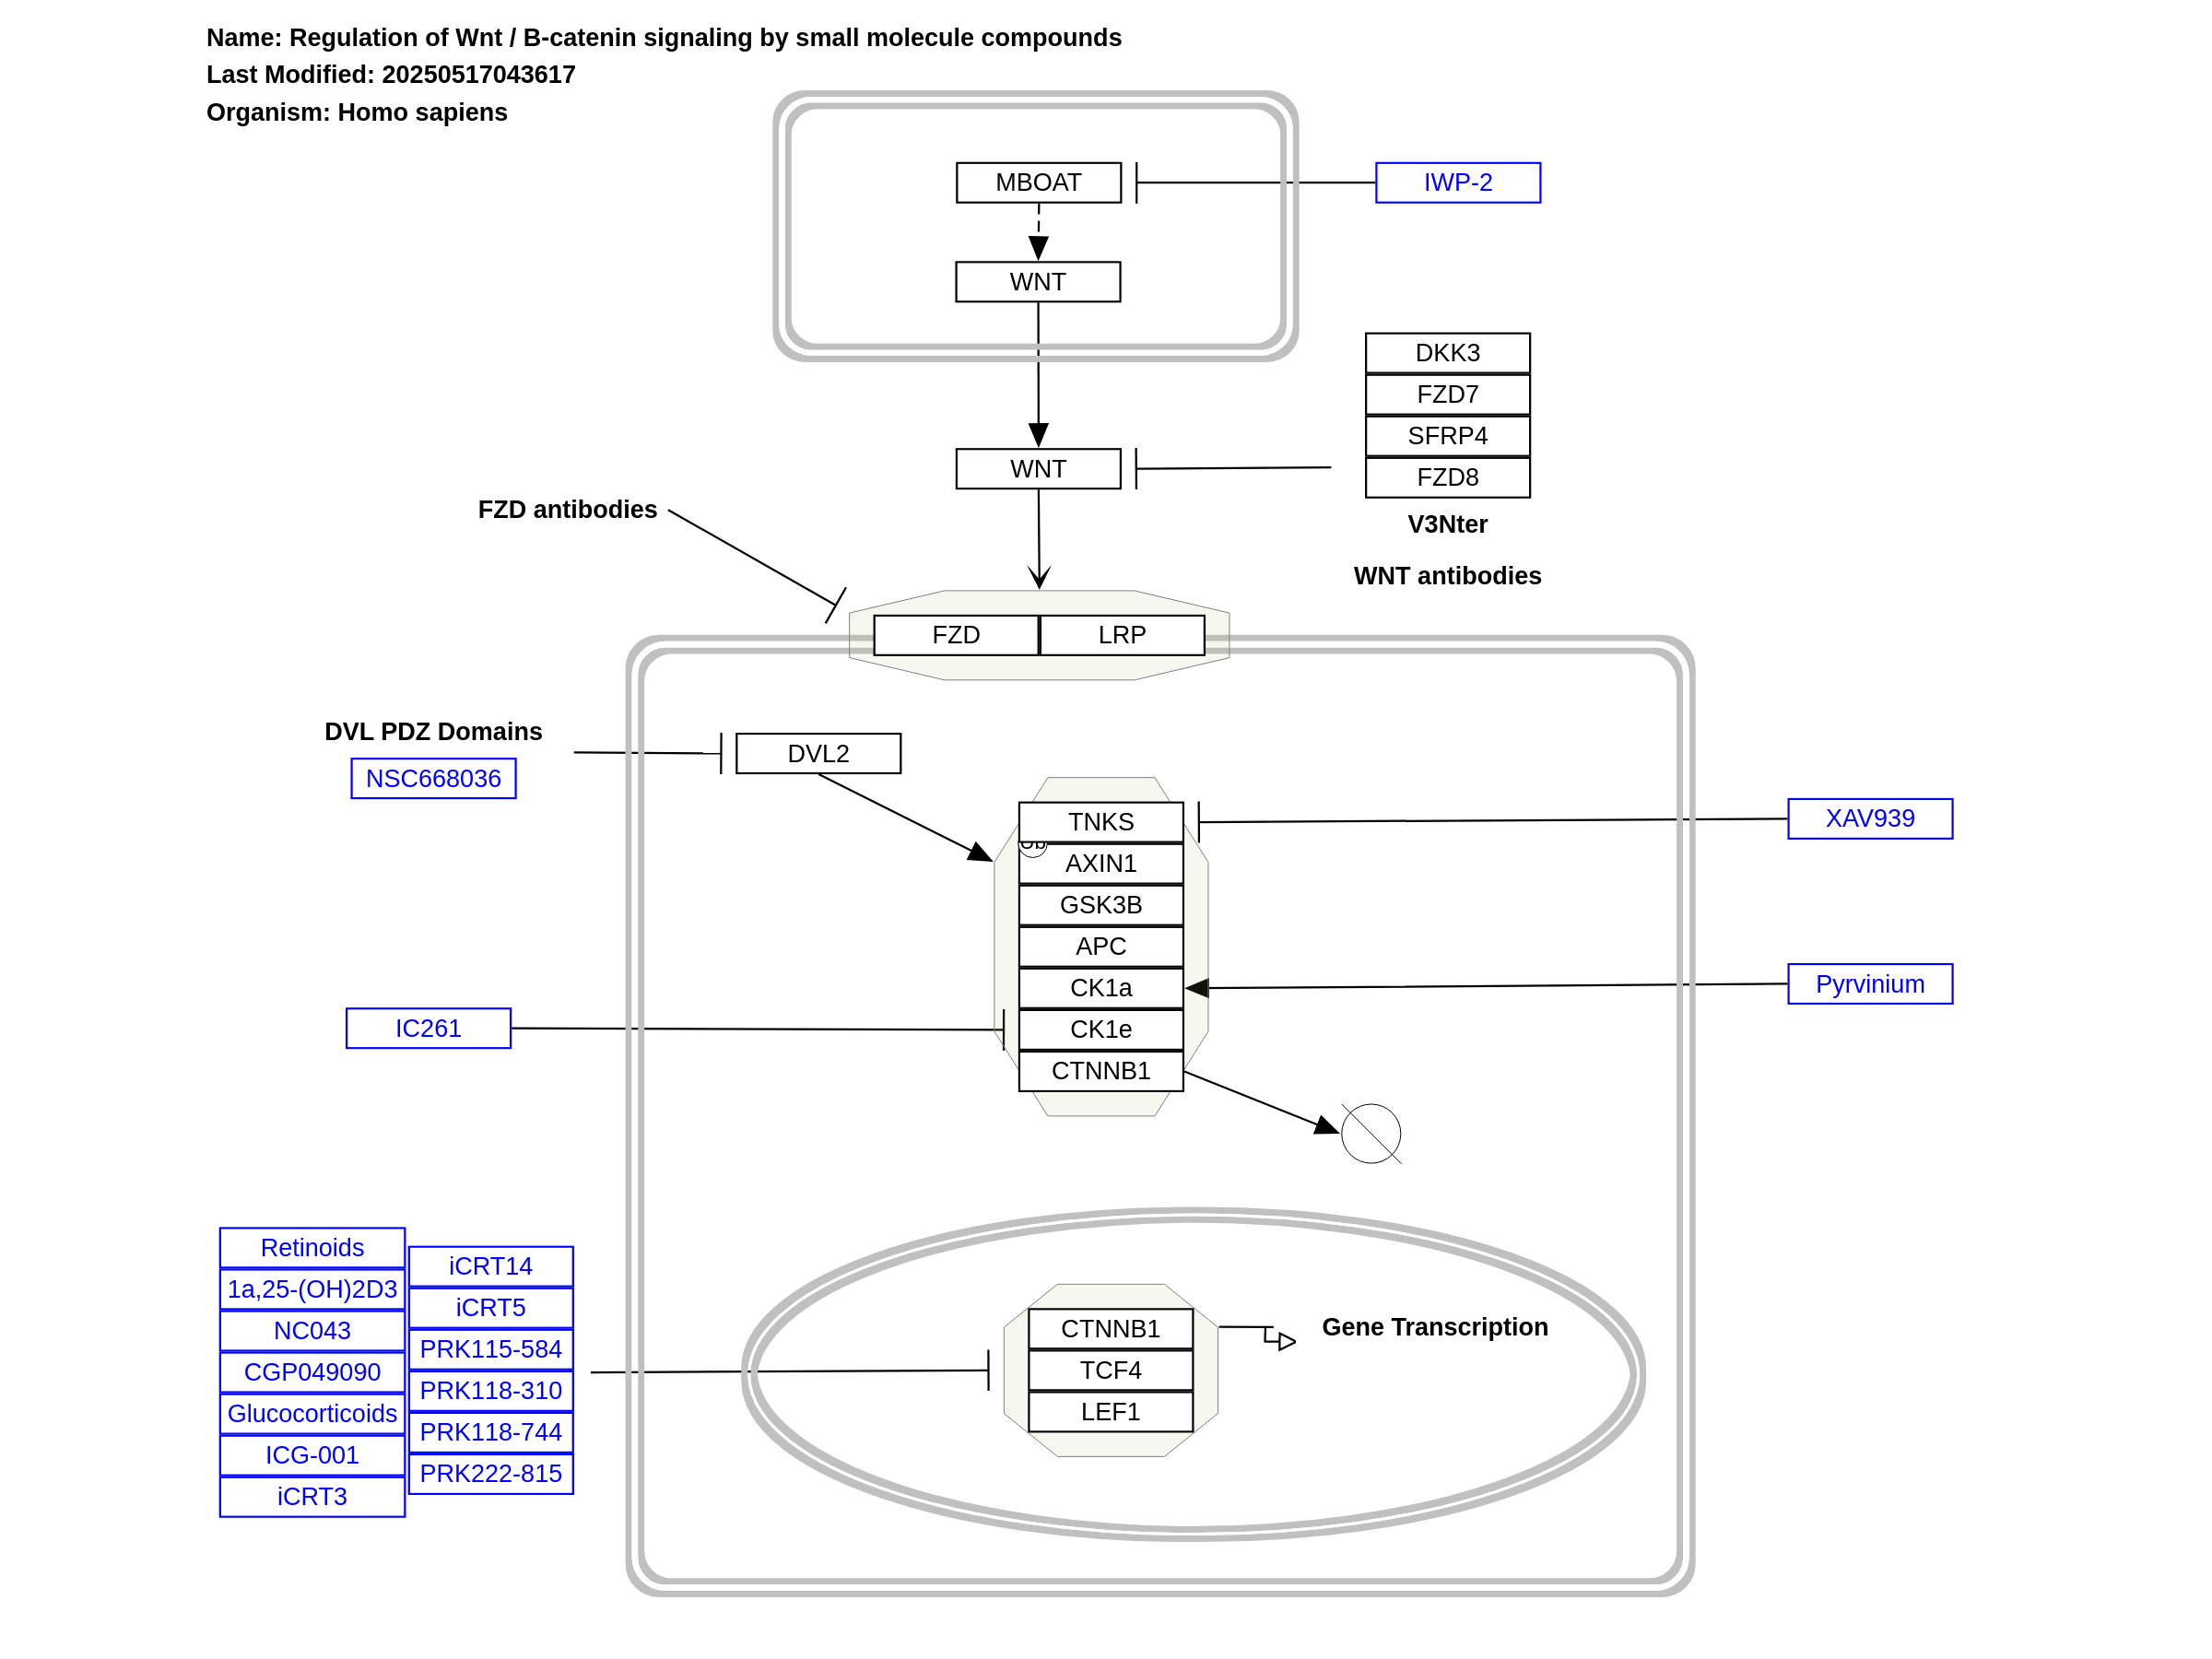 Name: Regulation of Wnt / B-catenin signaling by small molecule compounds
Last Modified: 20250517043617
Organism: Homo sapiens
MBOAT
IWP-2
WNT
DKK3
FZD7
SFRP4
FZD8
WNT
V3Nter
FZD antibodies
WNT antibodies
FZD
LRP
DVL PDZ Domains
NSC668036
DVL2
TNKS
XAV939
Ub
AXIN1
GSK3B
APC
CK1a
Pyrvinium
IC261
CK1e
CTNNB1
Retinoids
1a,25-(OH)2D3
NC043
CGP049090
Glucocorticoids
ICG-001
iCRT3
iCRT14
iCRT5
PRK115-584
PRK118-310
PRK118-744
PRK222-815
CTNNB1
TCF4
LEF1
Gene Transcription